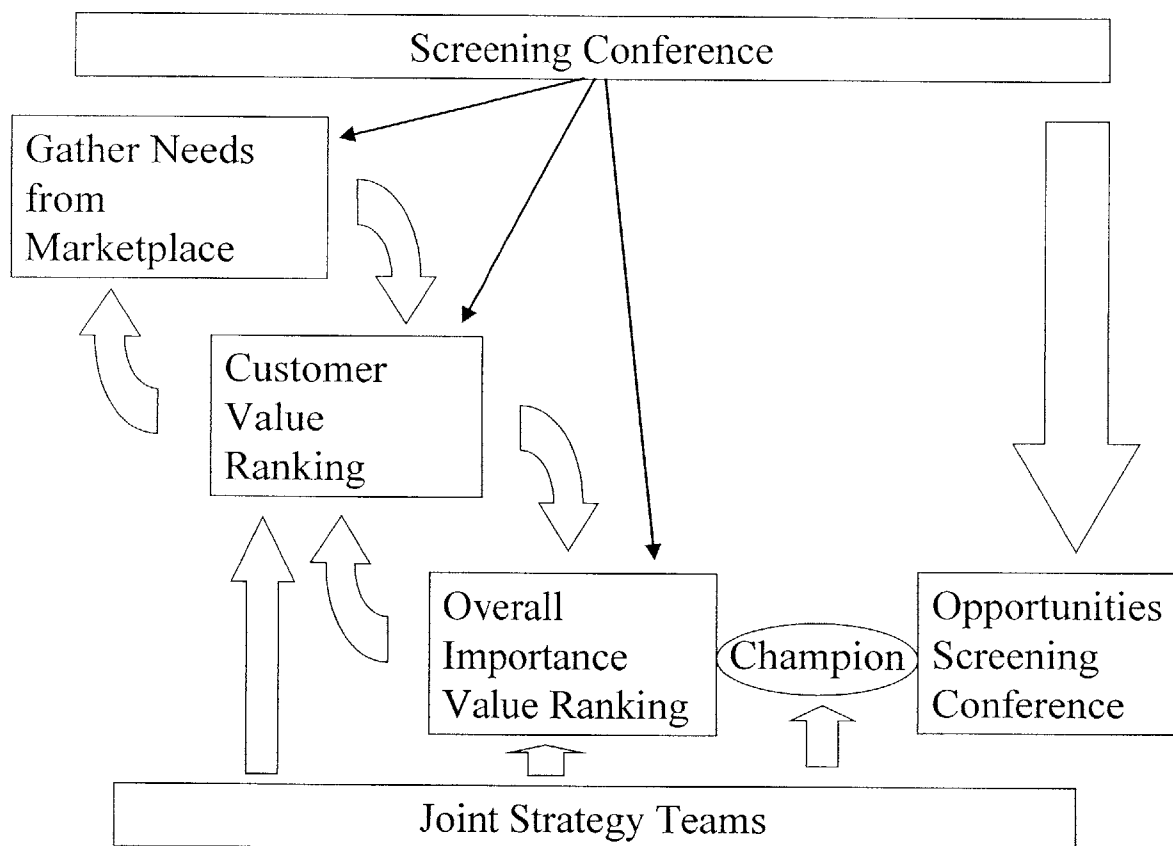 Screening Conference
Gather Needs
from
Marketplace
Customer
Value
Ranking
Overall
Importance
Value Ranking
Champion
Opportunities
Screening
Conference
Joint Strategy Teams